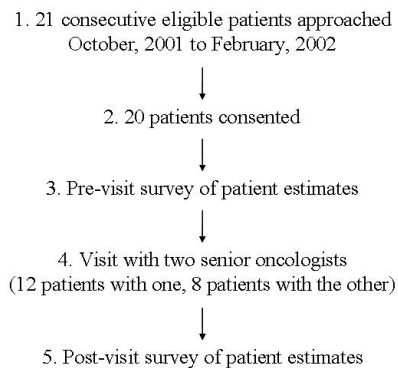 1. 21 consecutive eligible patients approached
October, 2001 to February, 2002
2. 20 patients consented
3. Pre-visit survey of patient estimates
4. Visit with two senior oncologists
(12 patients with one, 8 patients with the other)
5. Post-visit survey of patient estimates